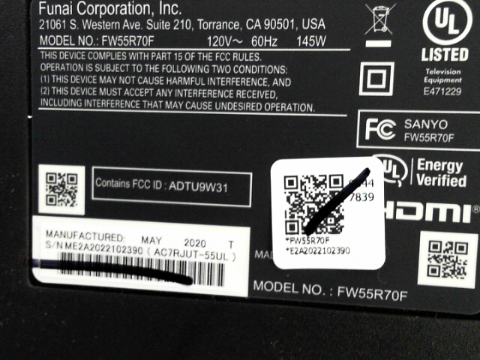 Funai Corporation, Inc.
21061 S. Western Ave. Suite 210, Torrance, CA 90501, USA
MODEL NO.: FW55R70F 120V~ 60Hz 145W
THIS DEVICE COMPLIES WITH PART 15 OF THE FCC RULES.
OPERATION IS SUBJECT TO THE FOLLOWING TWO CONDITIONS:
(1) THIS DEVICE MAY NOT CAUSE HARMFUL INTERFERENCE, AND
(2) THIS DEVICE MUST ACCEPT ANY INTERFERENCE RECEIVED,
INCLUDING INTERFERENCE THAT MAY CAUSE UNDESIRED OPERATION.
UL
LISTED
Television
Equipment
E471229
FC SANYO
FW55R70F
UL Energy
Verified
HDMI
Contains FCC ID : ADTU9W31
44
7839
*FW55R70F
*E2A2022102390
MANUFACTURED: MAY 2020 T
S/N ME2A2022102390 (AC7RJUT-55UL)
MODEL NO. : FW55R70F